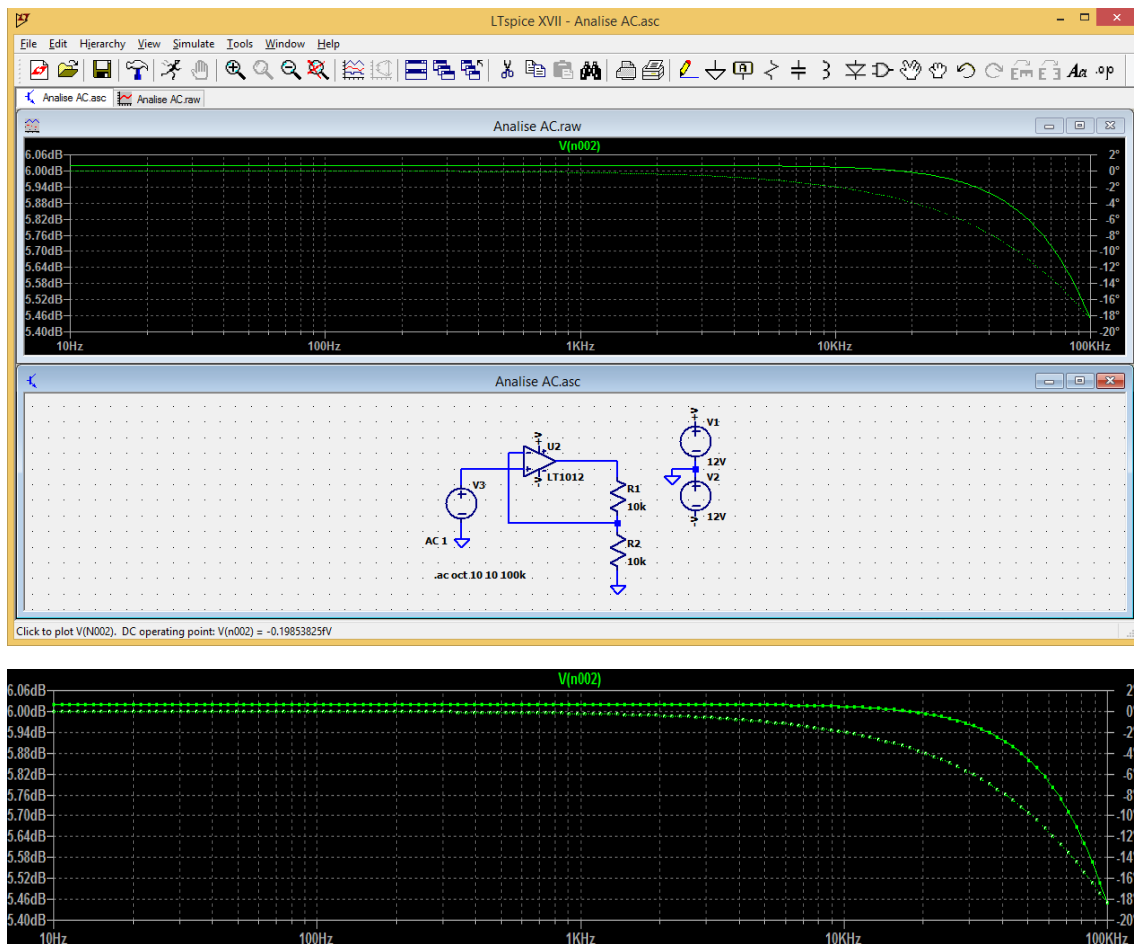 LTspice XVII - Analise AC.asc
File Edit Hierarchy View Simulate Tools Window Help
.op
Analise AC.asc Analise AC.raw
Analise AC.raw
V(n002)
6.06dB 2°
6.00dB 0°
5.94dB -2°
5.88dB -4°
5.82dB -6°
5.76dB -8°
5.70dB -10°
5.64dB -12°
5.58dB -14°
5.52dB -16°
5.46dB -18°
5.40dB -20°
10Hz 100Hz 1KHz 10KHz 100KHz
Analise AC.asc
V1
12V
V2
12V
U2
LT1012
V3
R1
10k
AC 1
R2
10k
.ac oct 10 10 100k
Click to plot V(N002). DC operating point: V(n002) = -0.19853825fV
V(n002)
6.06dB 2°
6.00dB 0°
5.94dB -2°
5.88dB -4°
5.82dB -6°
5.76dB -8°
5.70dB -10°
5.64dB -12°
5.58dB -14°
5.52dB -16°
5.46dB -18°
5.40dB -20°
10Hz 100Hz 1KHz 10KHz 100KHz